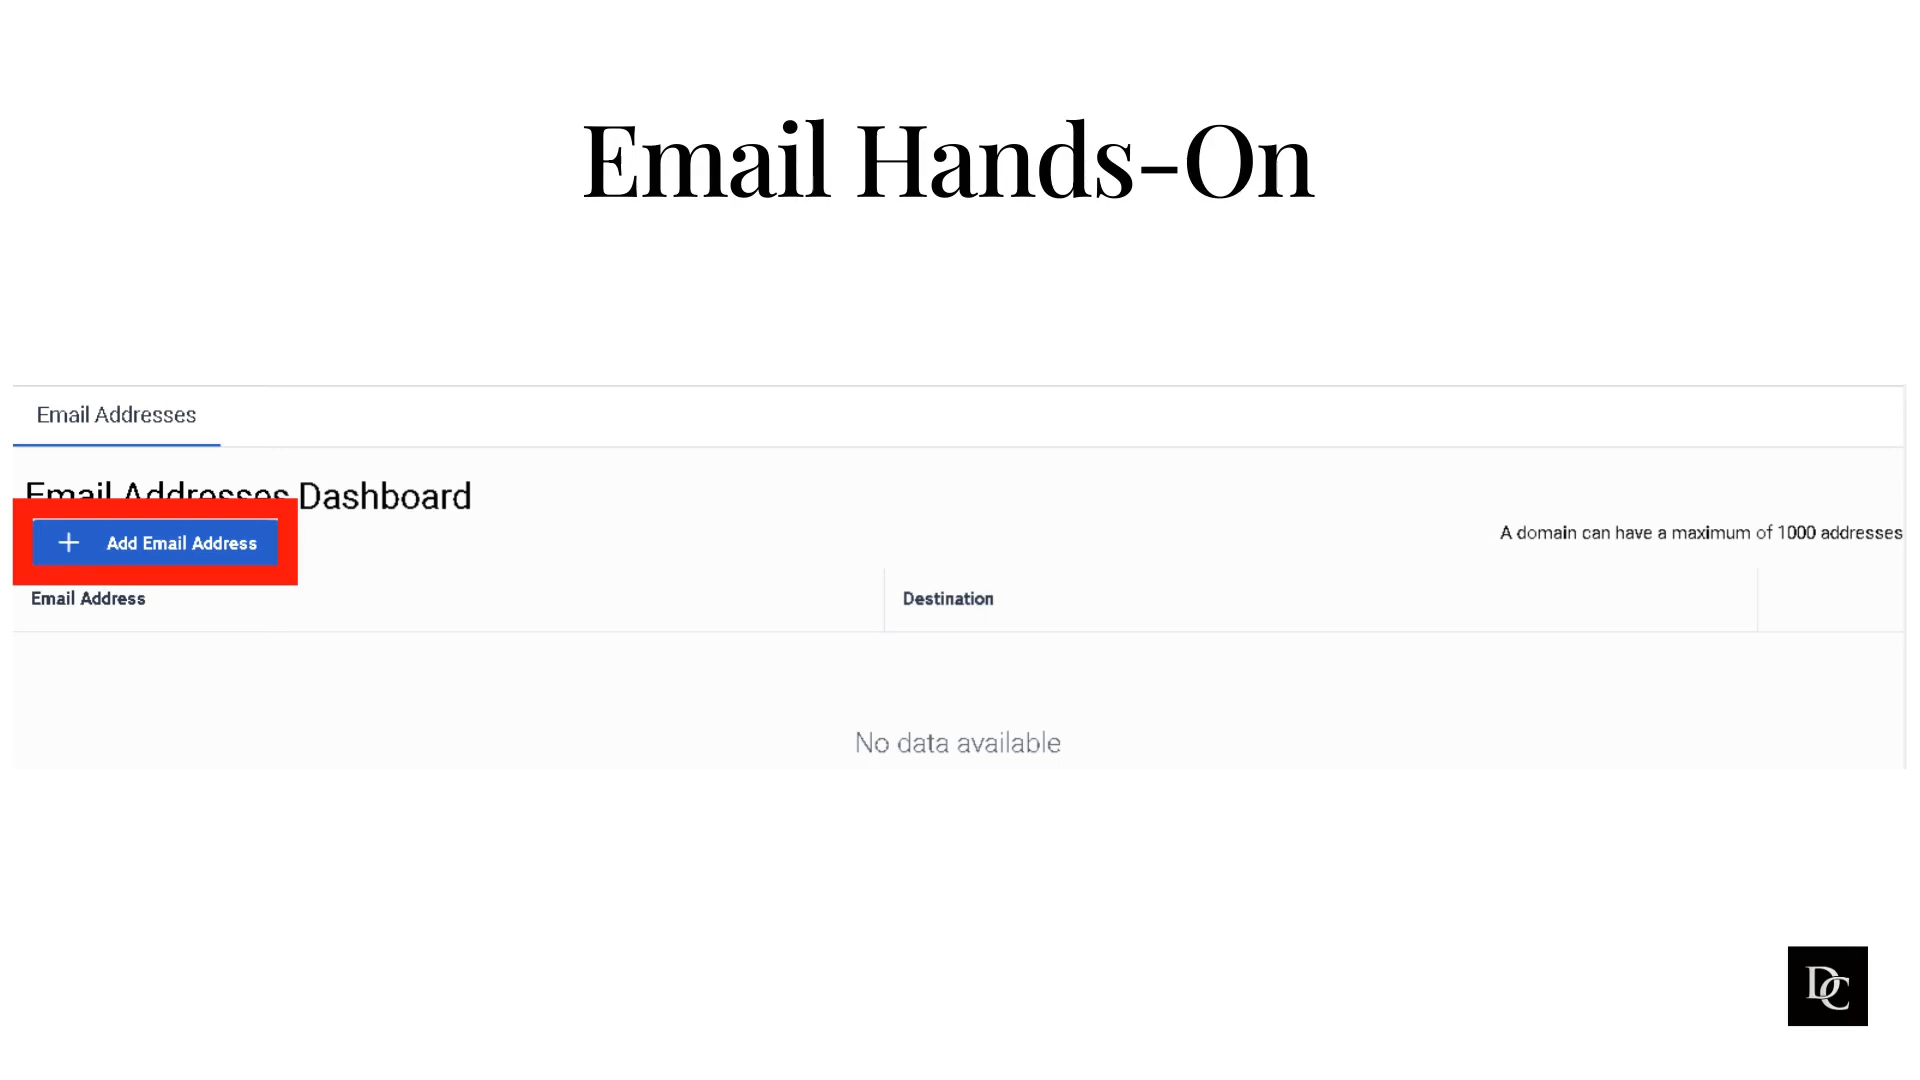 Email Hands-On
Email Addresses
Email Addresses Dashboard
Add Email Address
A domain can have a maximum of 1000 addresses
Email Address
Destination
No data available
DC